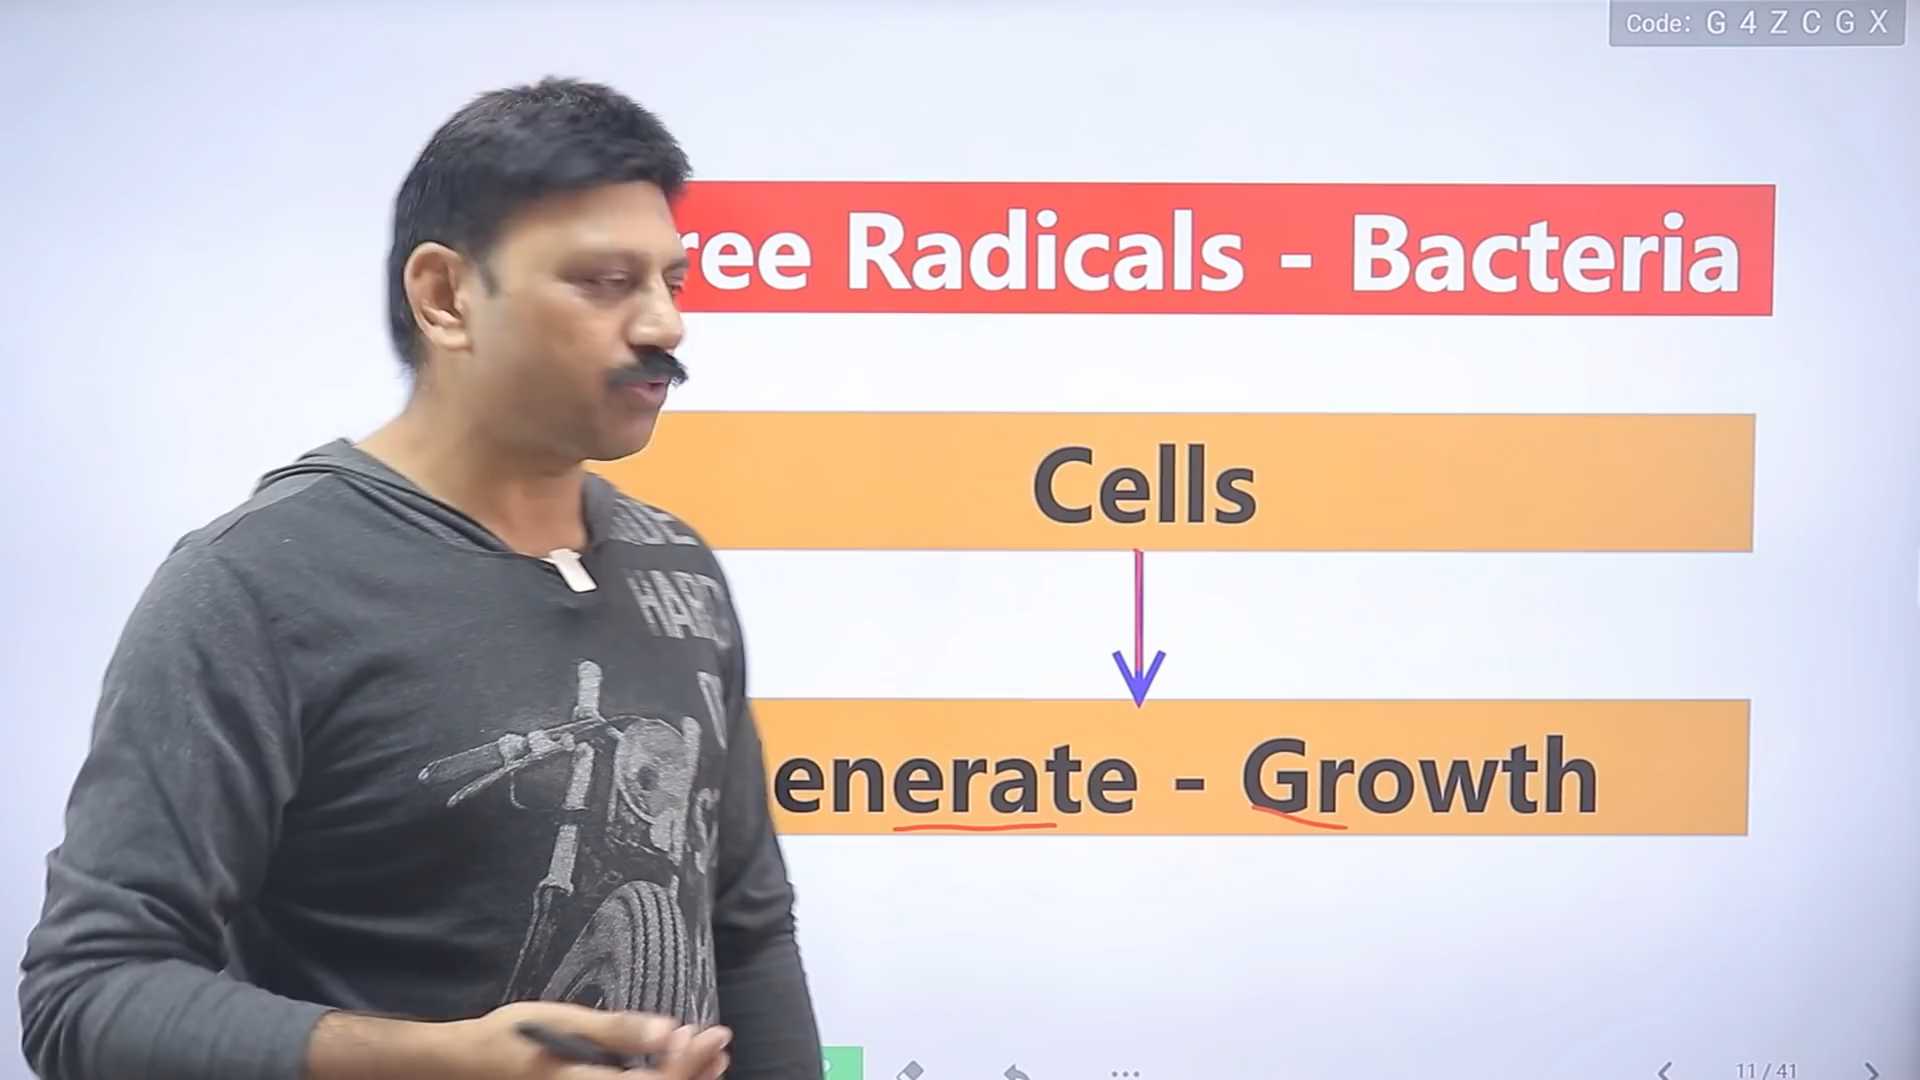 Code: G 4 Z C G X
ree Radicals - Bacteria
Cells
enerate - Growth
11/41